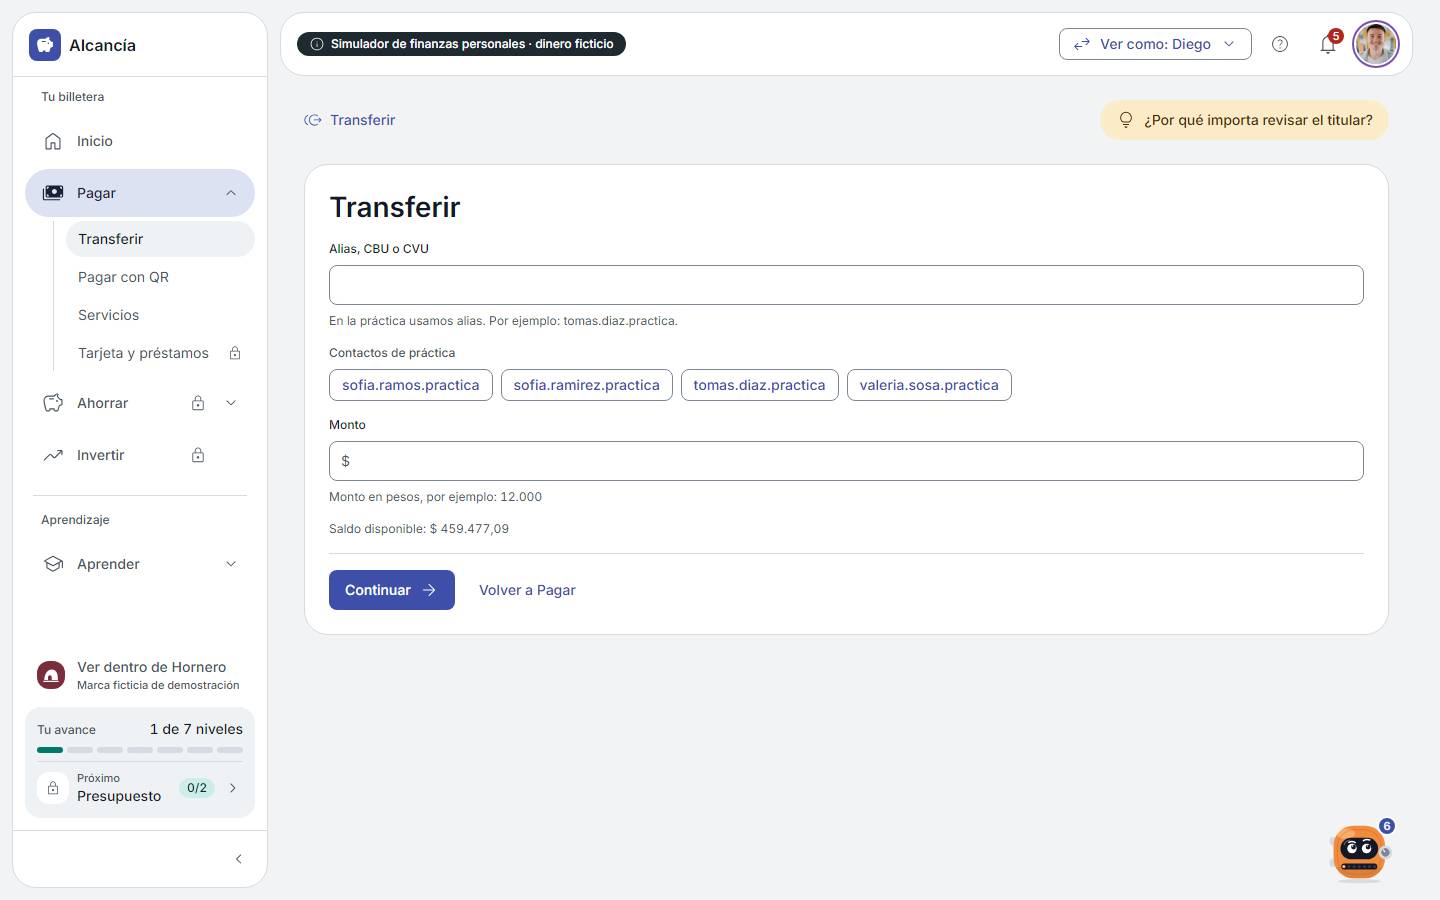 Alcancía
Simulador de finanzas personales · dinero ficticio
Ver como: Diego
5
Tu billetera
Inicio
Pagar
Transferir
Pagar con QR
Servicios
Tarjeta y préstamos
Ahorrar
Invertir
Aprendizaje
Aprender
Ver dentro de Hornero
Marca ficticia de demostración
Tu avance
1 de 7 niveles
Próximo
Presupuesto
0/2
Transferir
¿Por qué importa revisar el titular?
Transferir
Alias, CBU o CVU
En la práctica usamos alias. Por ejemplo: tomas.diaz.practica.
Contactos de práctica
sofia.ramos.practica
sofia.ramirez.practica
tomas.diaz.practica
valeria.sosa.practica
Monto
$
Monto en pesos, por ejemplo: 12.000
Saldo disponible: $ 459.477,09
Continuar
Volver a Pagar
6